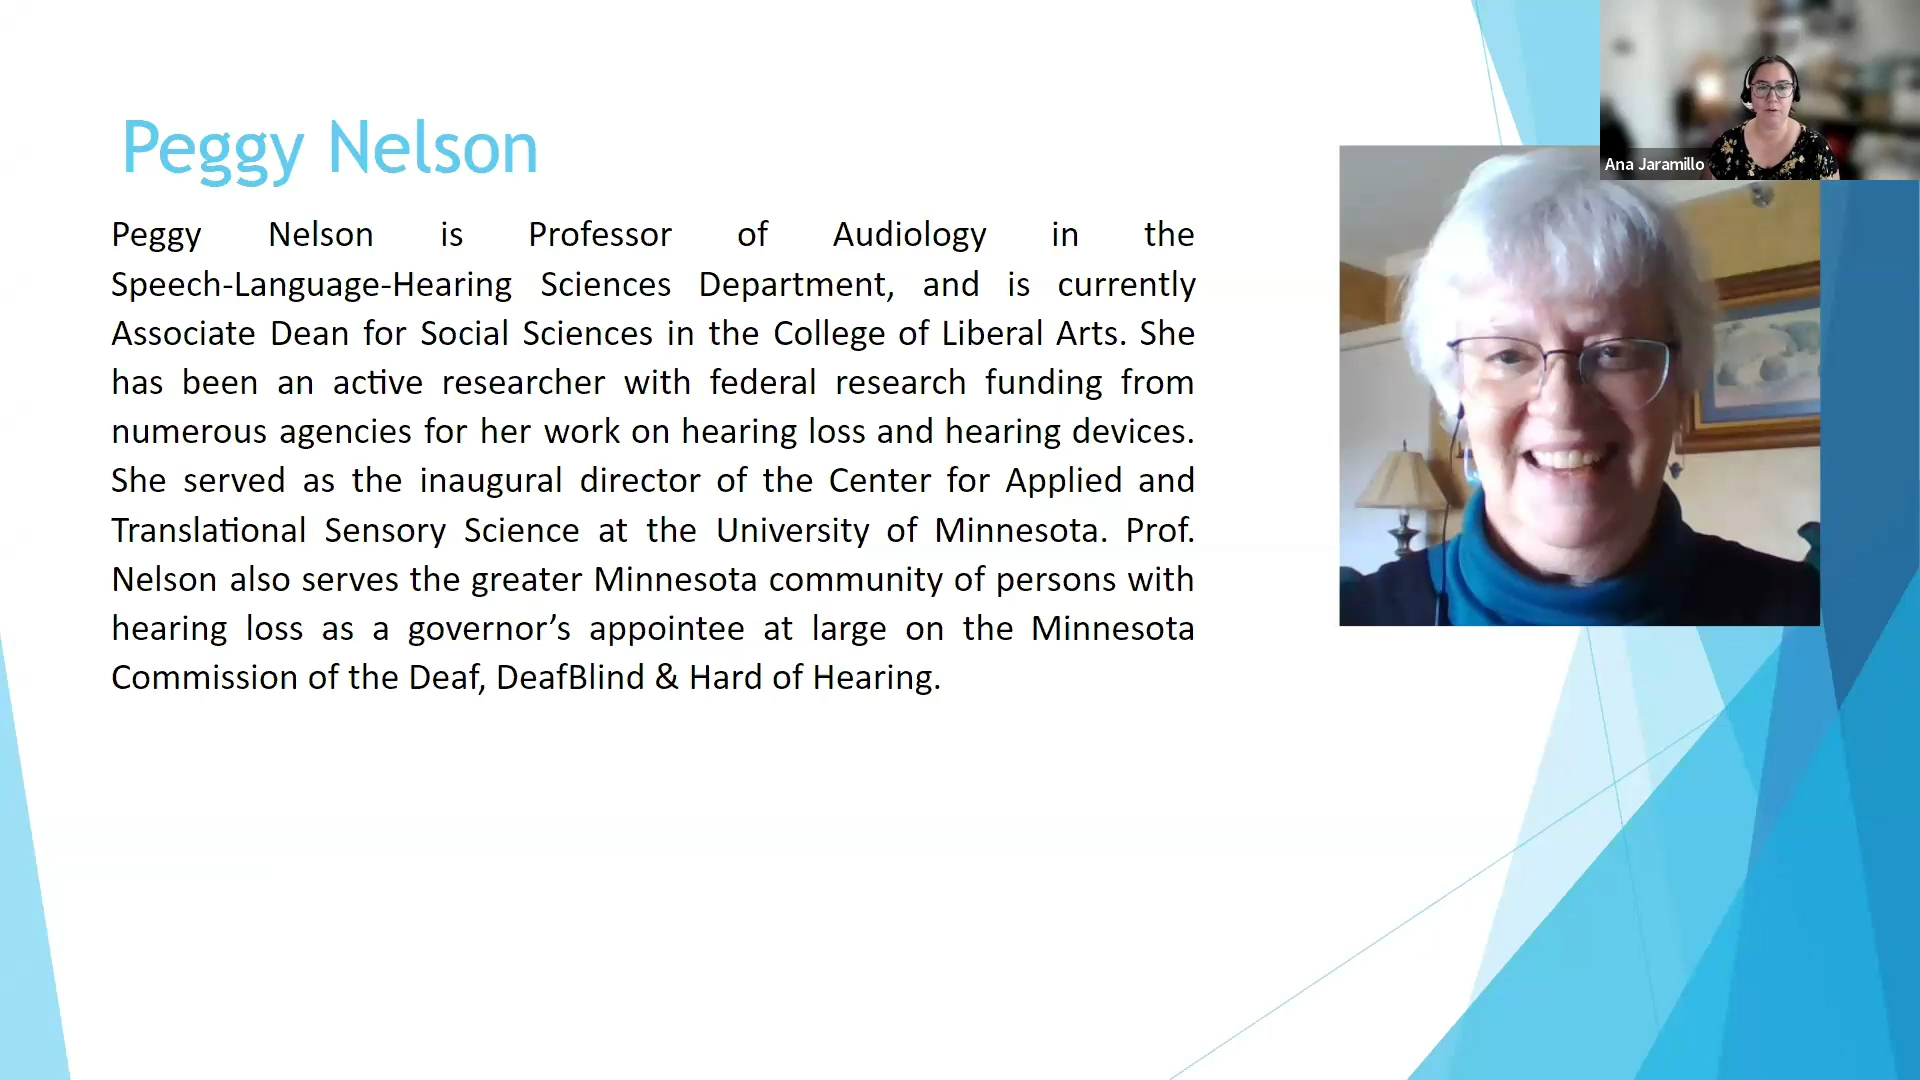 Peggy Nelson
Peggy Nelson is Professor of Audiology in the
Speech-Language-Hearing Sciences Department, and is currently
Associate Dean for Social Sciences in the College of Liberal Arts. She
has been an active researcher with federal research funding from
numerous agencies for her work on hearing loss and hearing devices.
She served as the inaugural director of the Center for Applied and
Translational Sensory Science at the University of Minnesota. Prof.
Nelson also serves the greater Minnesota community of persons with
hearing loss as a governor’s appointee at large on the Minnesota
Commission of the Deaf, DeafBlind & Hard of Hearing.
Ana Jaramillo